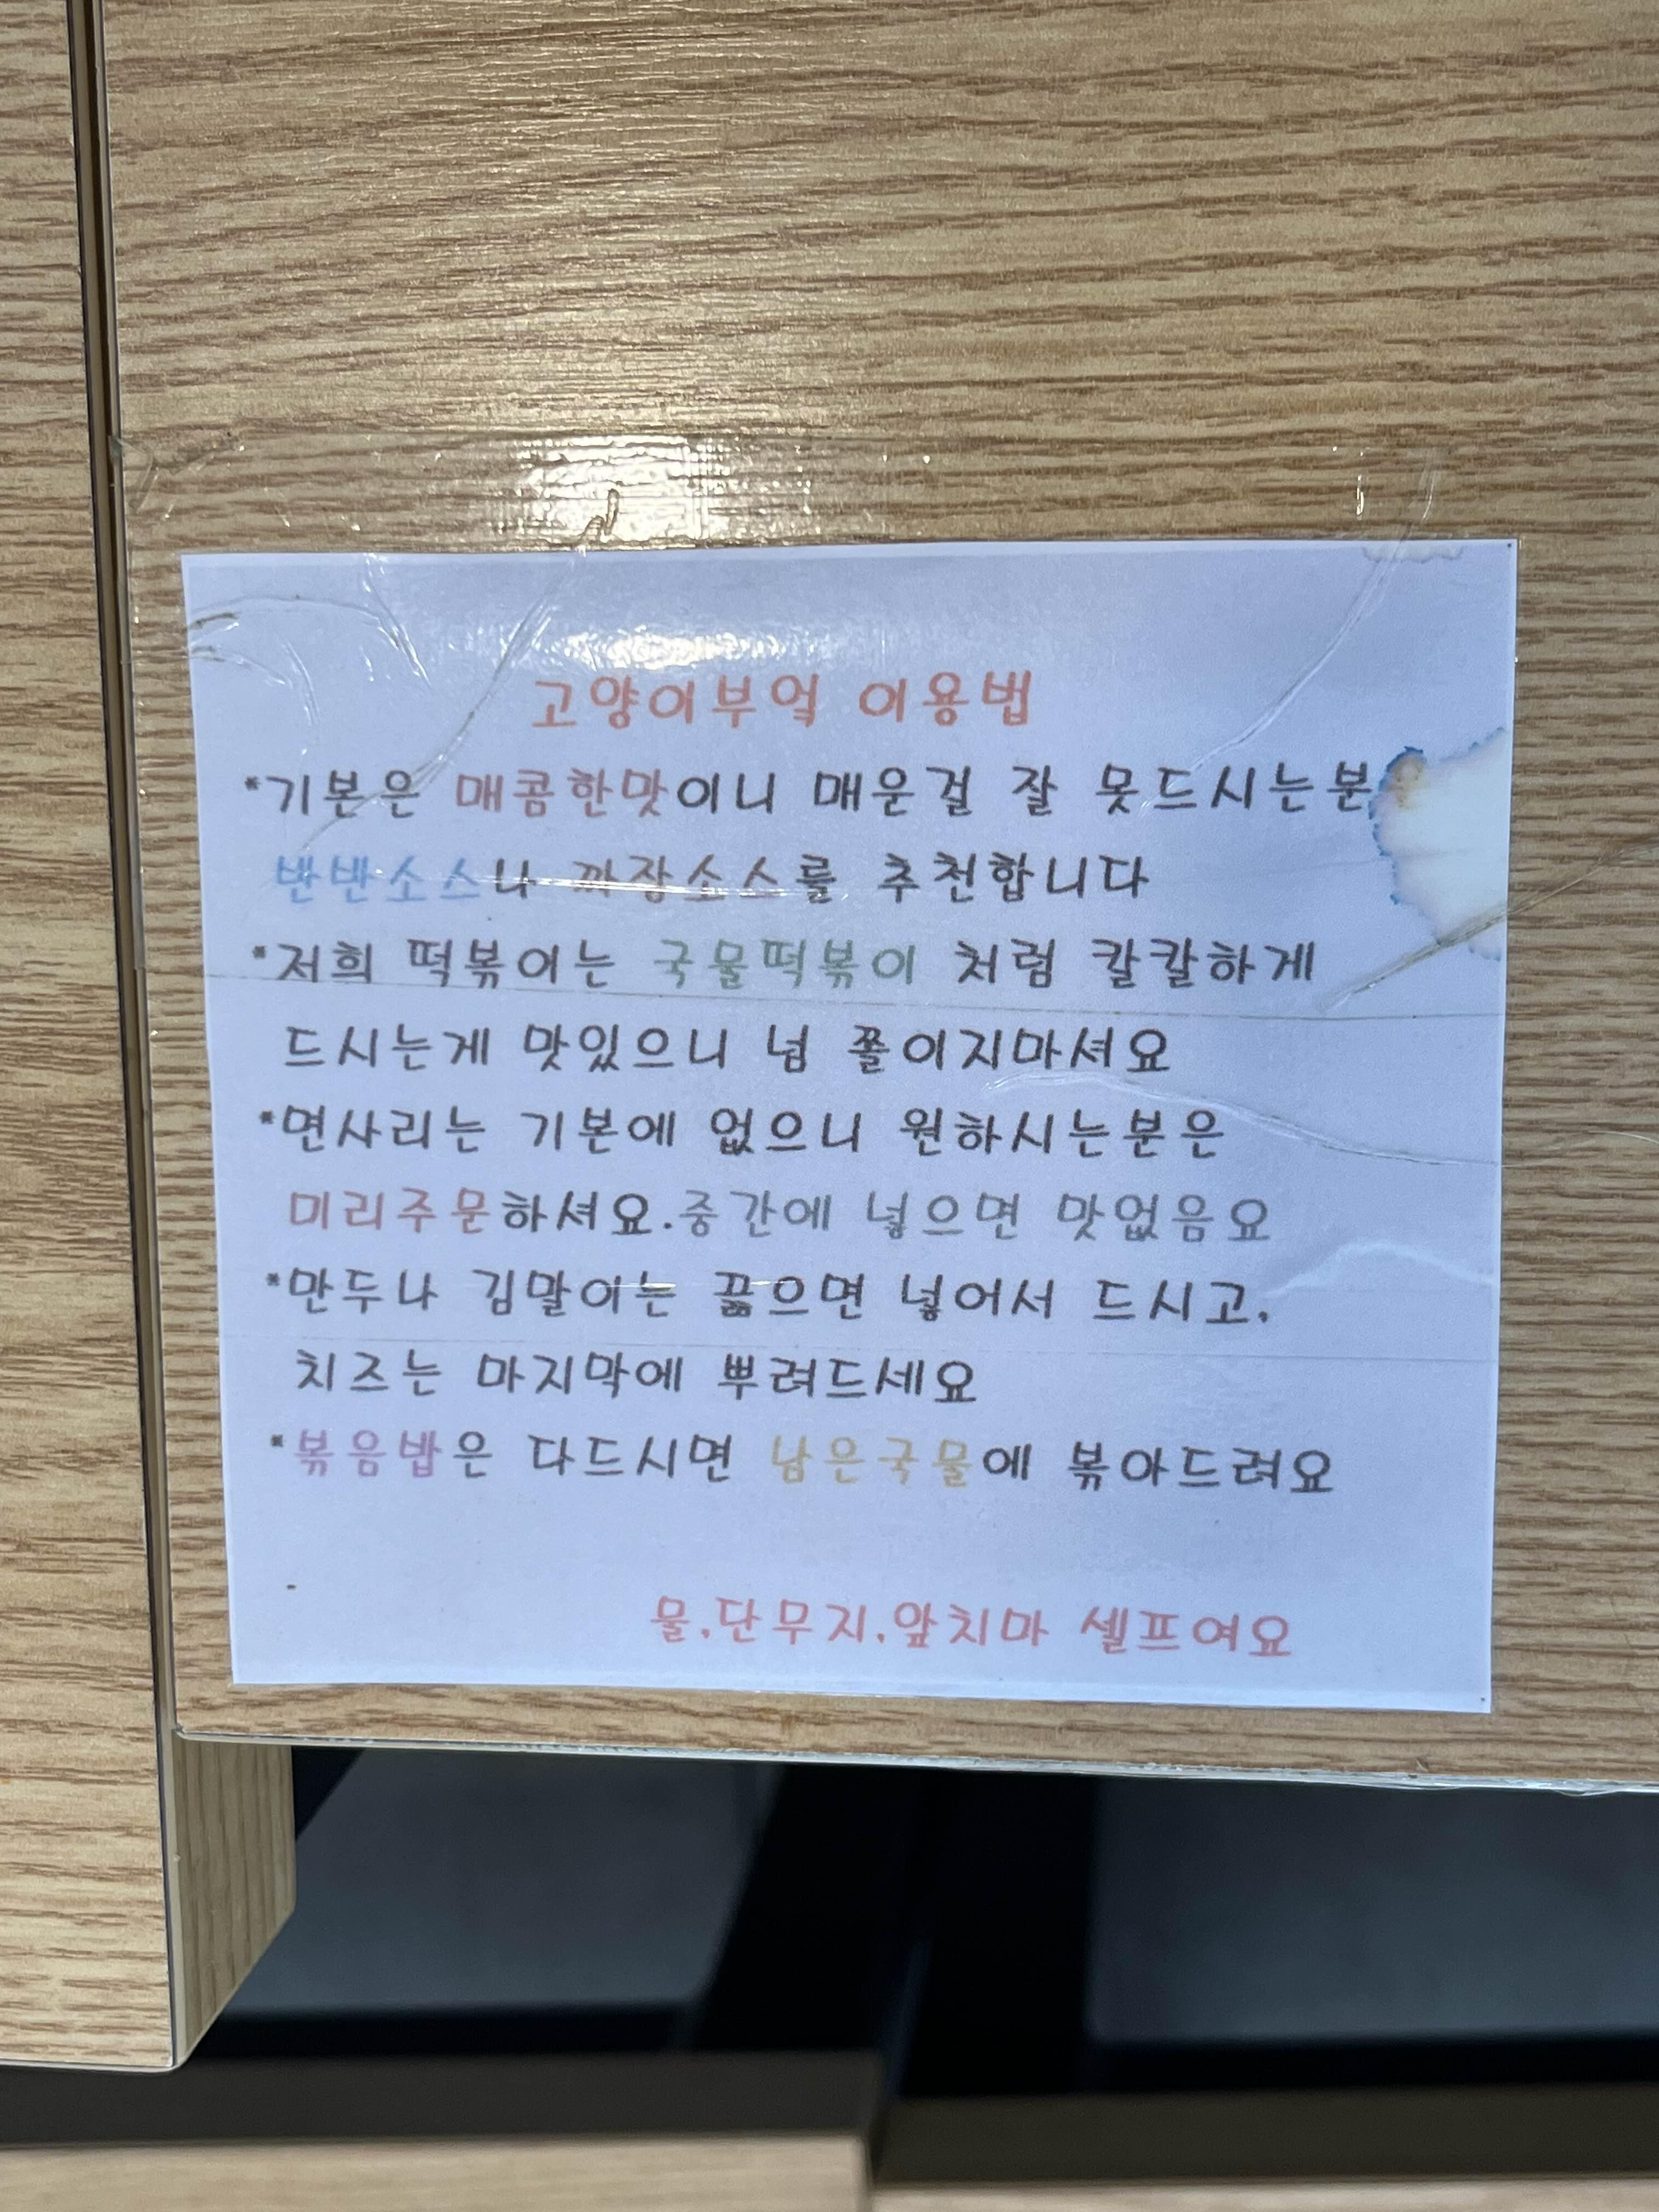 고양이부엌 이용법
*기본은 매콤한맛이니 매운걸 잘 못드시는분
반반소스나 짜장소스를 추천합니다
*저희 떡볶이는 국물떡볶이 처럼 칼칼하게
드시는게 맛있으니 넘 쫄이지마셔요
*면사리는 기본에 없으니 원하시는분은
미리주문하셔요.중간에 넣으면 맛없음요
*만두나 김말이는 끓으면 넣어서 드시고,
치즈는 마지막에 뿌려드세요
*볶음밥은 다드시면 남은국물에 볶아드려요
물.단무지.앞치마 셀프여요